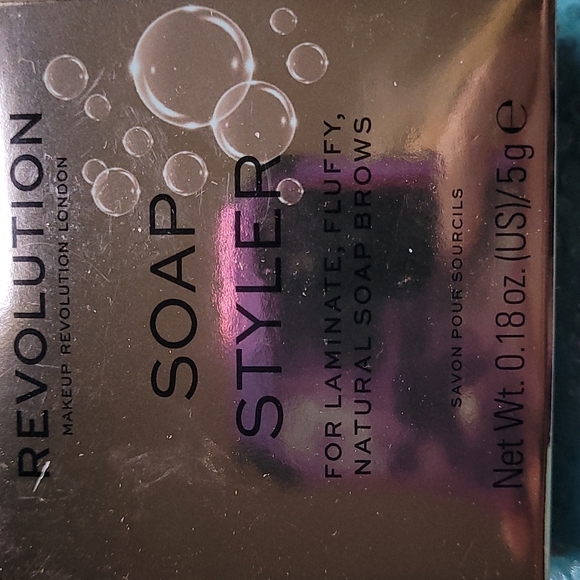 REVOLUTION
MAKEUP REVOLUTION LONDON
SOAP
STYLER
FOR LAMINATE, FLUFFY,
NATURAL SOAP BROWS
SAVON POUR SOURCILS
Net Wt. 0.18 oz. (US)/ 5 g ℮